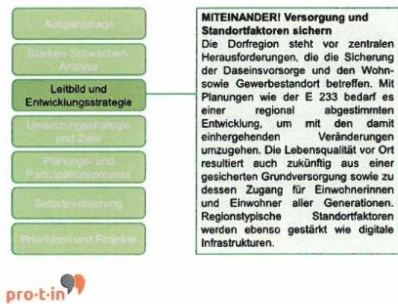 Ausgangslage
Stärken-Schwächen-
Analyse
Leitbild und
Entwicklungsstrategie
Umsetzungsstrategie
und Ziele
Planungs- und
Partizipationsprozess
Selbstevaluierung
Prioritäten und Projekte
MITEINANDER! Versorgung und
Standortfaktoren sichern
Die Dorfregion steht vor zentralen
Herausforderungen, die die Sicherung
der Daseinsvorsorge und den Wohn-
sowie Gewerbestandort betreffen. Mit
Planungen wie der E 233 bedarf es
einer regional abgestimmten
Entwicklung, um mit den damit
einhergehenden Veränderungen
umzugehen. Die Lebensqualität vor Ort
resultiert auch zukünftig aus einer
gesicherten Grundversorgung sowie zu
dessen Zugang für Einwohnerinnen
und Einwohner aller Generationen.
Regionstypische Standortfaktoren
werden ebenso gestärkt wie digitale
Infrastrukturen.
pro-t-in